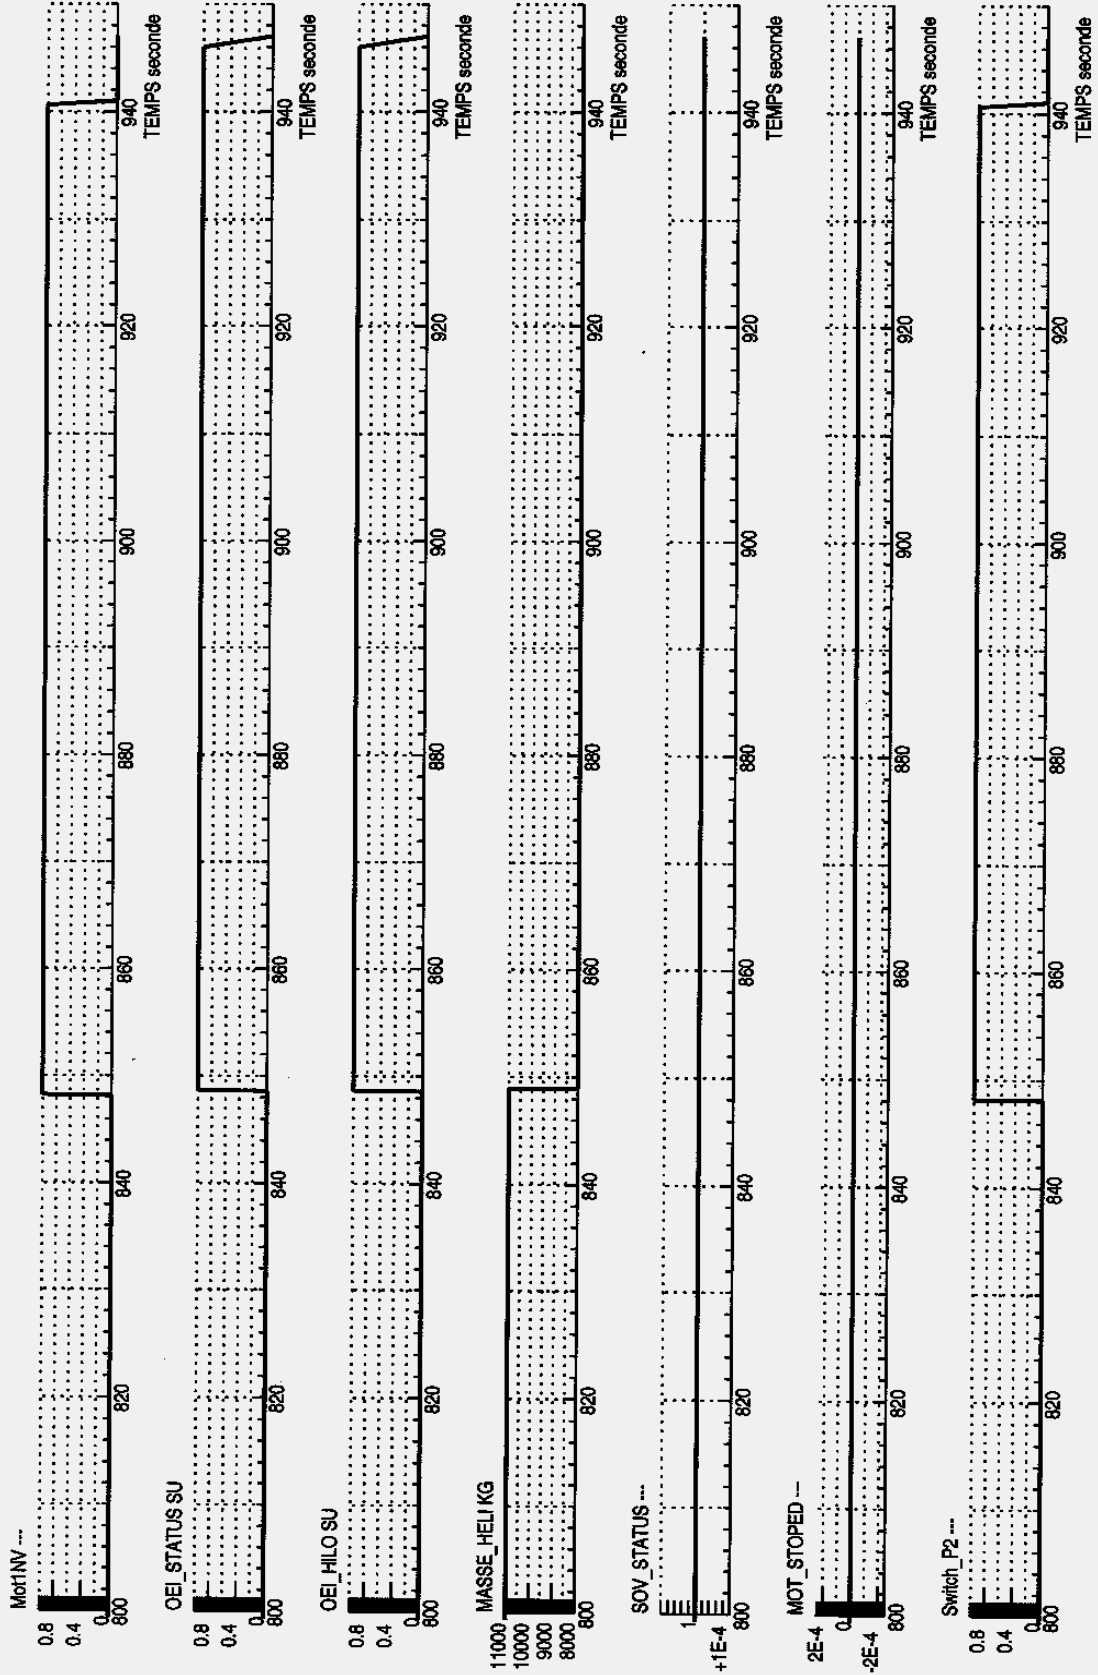 Mot1NV ---
0.8
0.4
0
800 820 840 860 880 900 920 940
TEMPS seconde
OEI_STATUS SU
0.8
0.4
0
800 820 840 860 880 900 920 940
TEMPS seconde
OEI_HILO SU
0.8
0.4
0
800 820 840 860 880 900 920 940
TEMPS seconde
MASSE_HELI KG
11000
10000
9000
8000
800 820 840 860 880 900 920 940
TEMPS seconde
SOV_STATUS ---
1
+1E-4
800 820 840 860 880 900 920 940
TEMPS seconde
MOT_STOPED ---
2E-4
0
-2E-4
800 820 840 860 880 900 920 940
TEMPS seconde
Switch_P2 ---
0.8
0.4
0
800 820 840 860 880 900 920 940
TEMPS seconde